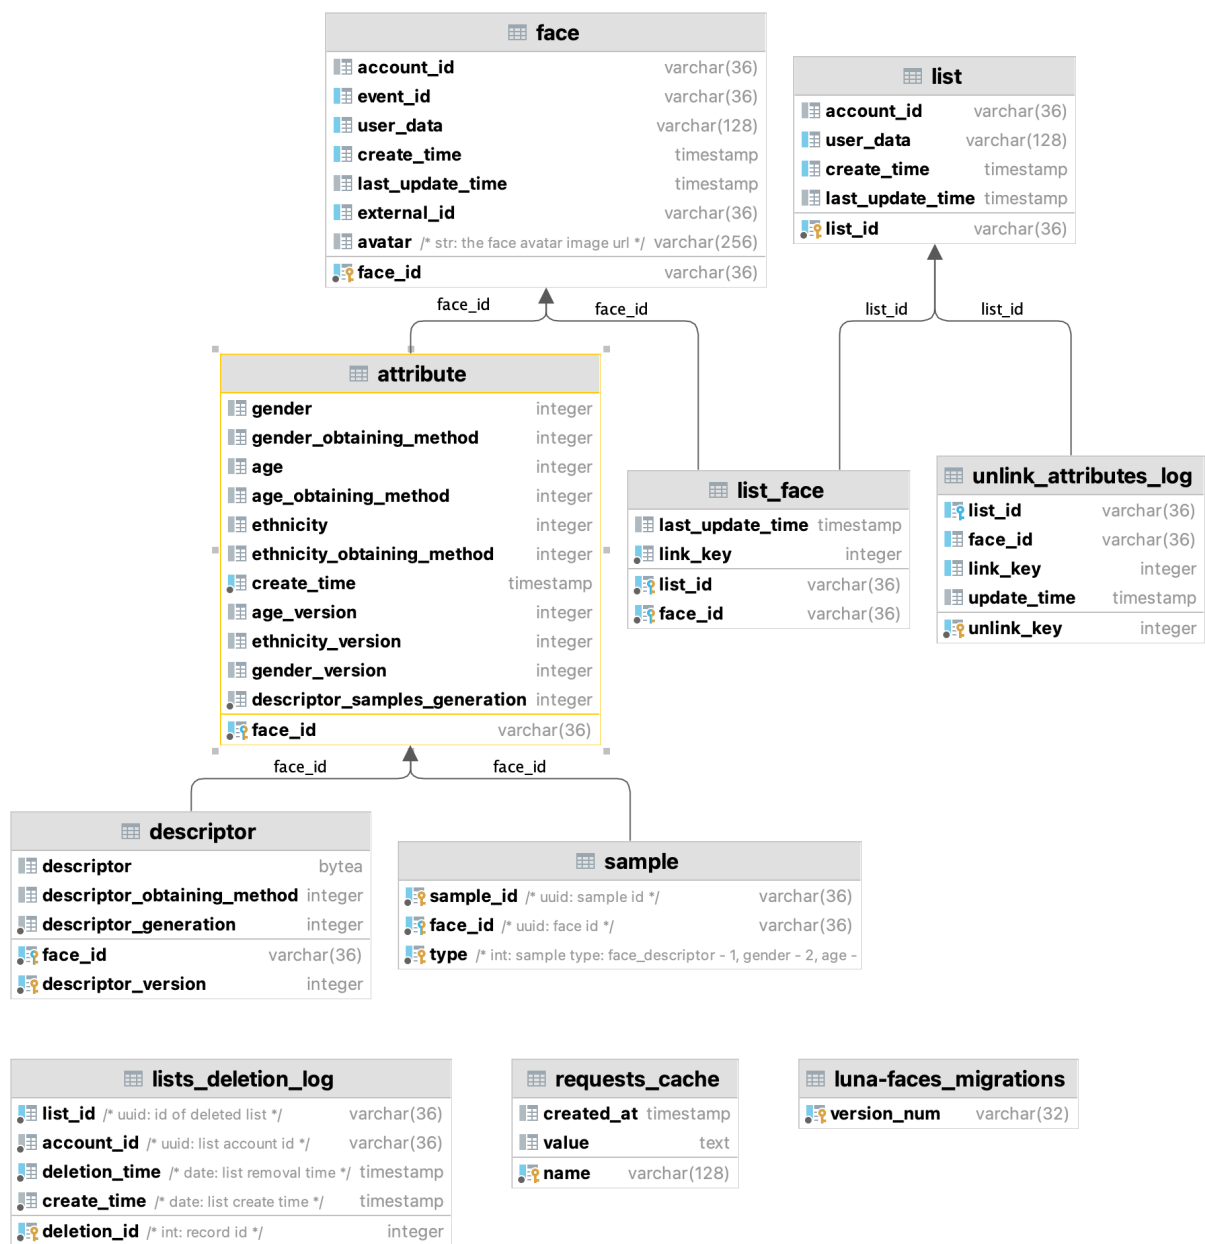 face
account_id varchar(36)
event_id varchar(36)
user_data varchar(128)
create_time timestamp
last_update_time timestamp
external_id varchar(36)
avatar /* str: the face avatar image url */ varchar(256)
face_id varchar(36)
list
account_id varchar(36)
user_data varchar(128)
create_time timestamp
last_update_time timestamp
list_id varchar(36)
face_id
face_id
list_id
list_id
attribute
gender integer
gender_obtaining_method integer
age integer
age_obtaining_method integer
ethnicity integer
ethnicity_obtaining_method integer
create_time timestamp
age_version integer
ethnicity_version integer
gender_version integer
descriptor_samples_generation integer
face_id varchar(36)
list_face
last_update_time timestamp
link_key integer
list_id varchar(36)
face_id varchar(36)
unlink_attributes_log
list_id varchar(36)
face_id varchar(36)
link_key integer
update_time timestamp
unlink_key integer
face_id
face_id
descriptor
descriptor bytea
descriptor_obtaining_method integer
descriptor_generation integer
face_id varchar(36)
descriptor_version integer
sample
sample_id /* uuid: sample id */ varchar(36)
face_id /* uuid: face id */ varchar(36)
type /* int: sample type: face_descriptor - 1, gender - 2, age -
lists_deletion_log
list_id /* uuid: id of deleted list */ varchar(36)
account_id /* uuid: list account id */ varchar(36)
deletion_time /* date: list removal time */ timestamp
create_time /* date: list create time */ timestamp
deletion_id /* int: record id */ integer
requests_cache
created_at timestamp
value text
name varchar(128)
luna-faces_migrations
version_num varchar(32)